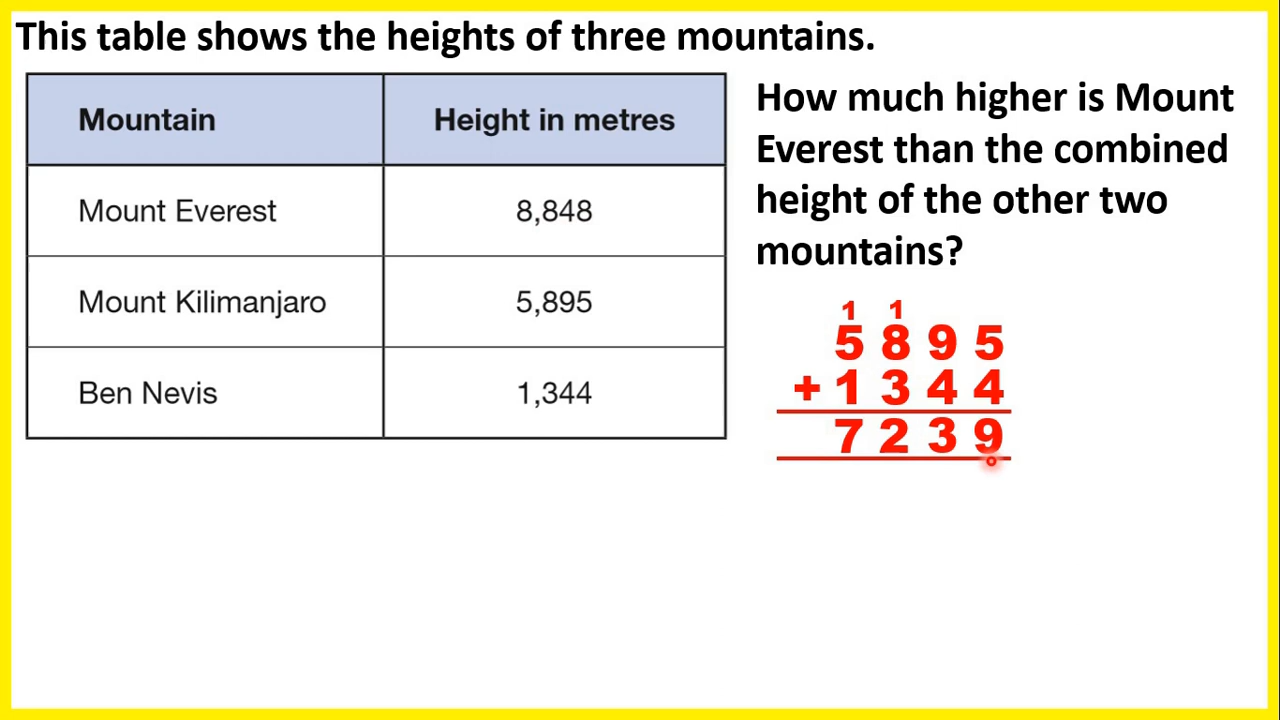 This table shows the heights of three mountains.
Mountain Height in metres
Mount Everest 8,848
Mount Kilimanjaro 5,895
Ben Nevis 1,344
How much higher is Mount
Everest than the combined
height of the other two
mountains?
1 1
5 8 9 5
+ 1 3 4 4
7 2 3 9